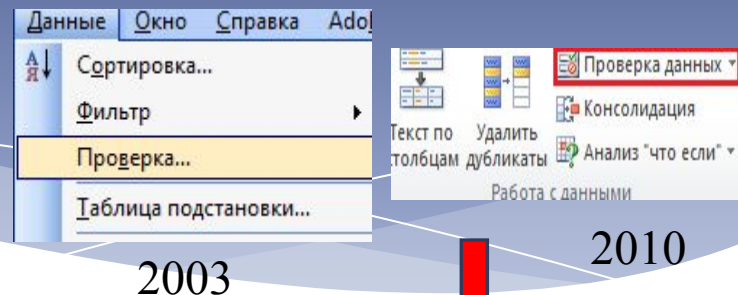 Данные Окно Справка Ado
Сортировка...
Фильтр
Проверка...
Таблица подстановки...
2003
Проверка данных
Консолидация
Анализ "что если"
Текст по столбцам
Удалить дубликаты
Работа с данными
2010